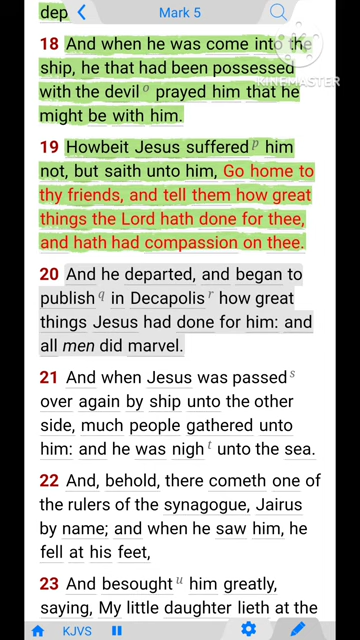 dep
Mark 5
KINEMASTER
18 And when he was come into the
ship, he that had been possessed
with the devil o prayed him that he
might be with him.
19 Howbeit Jesus suffered p him
not, but saith unto him, Go home to
thy friends, and tell them how great
things the Lord hath done for thee,
and hath had compassion on thee.
20 And he departed, and began to
publish q in Decapolis r how great
things Jesus had done for him: and
all men did marvel.
21 And when Jesus was passed s
over again by ship unto the other
side, much people gathered unto
him: and he was nigh t unto the sea.
22 And, behold, there cometh one of
the rulers of the synagogue, Jairus
by name; and when he saw him, he
fell at his feet,
23 And besought u him greatly,
saying, My little daughter lieth at the
KJVS